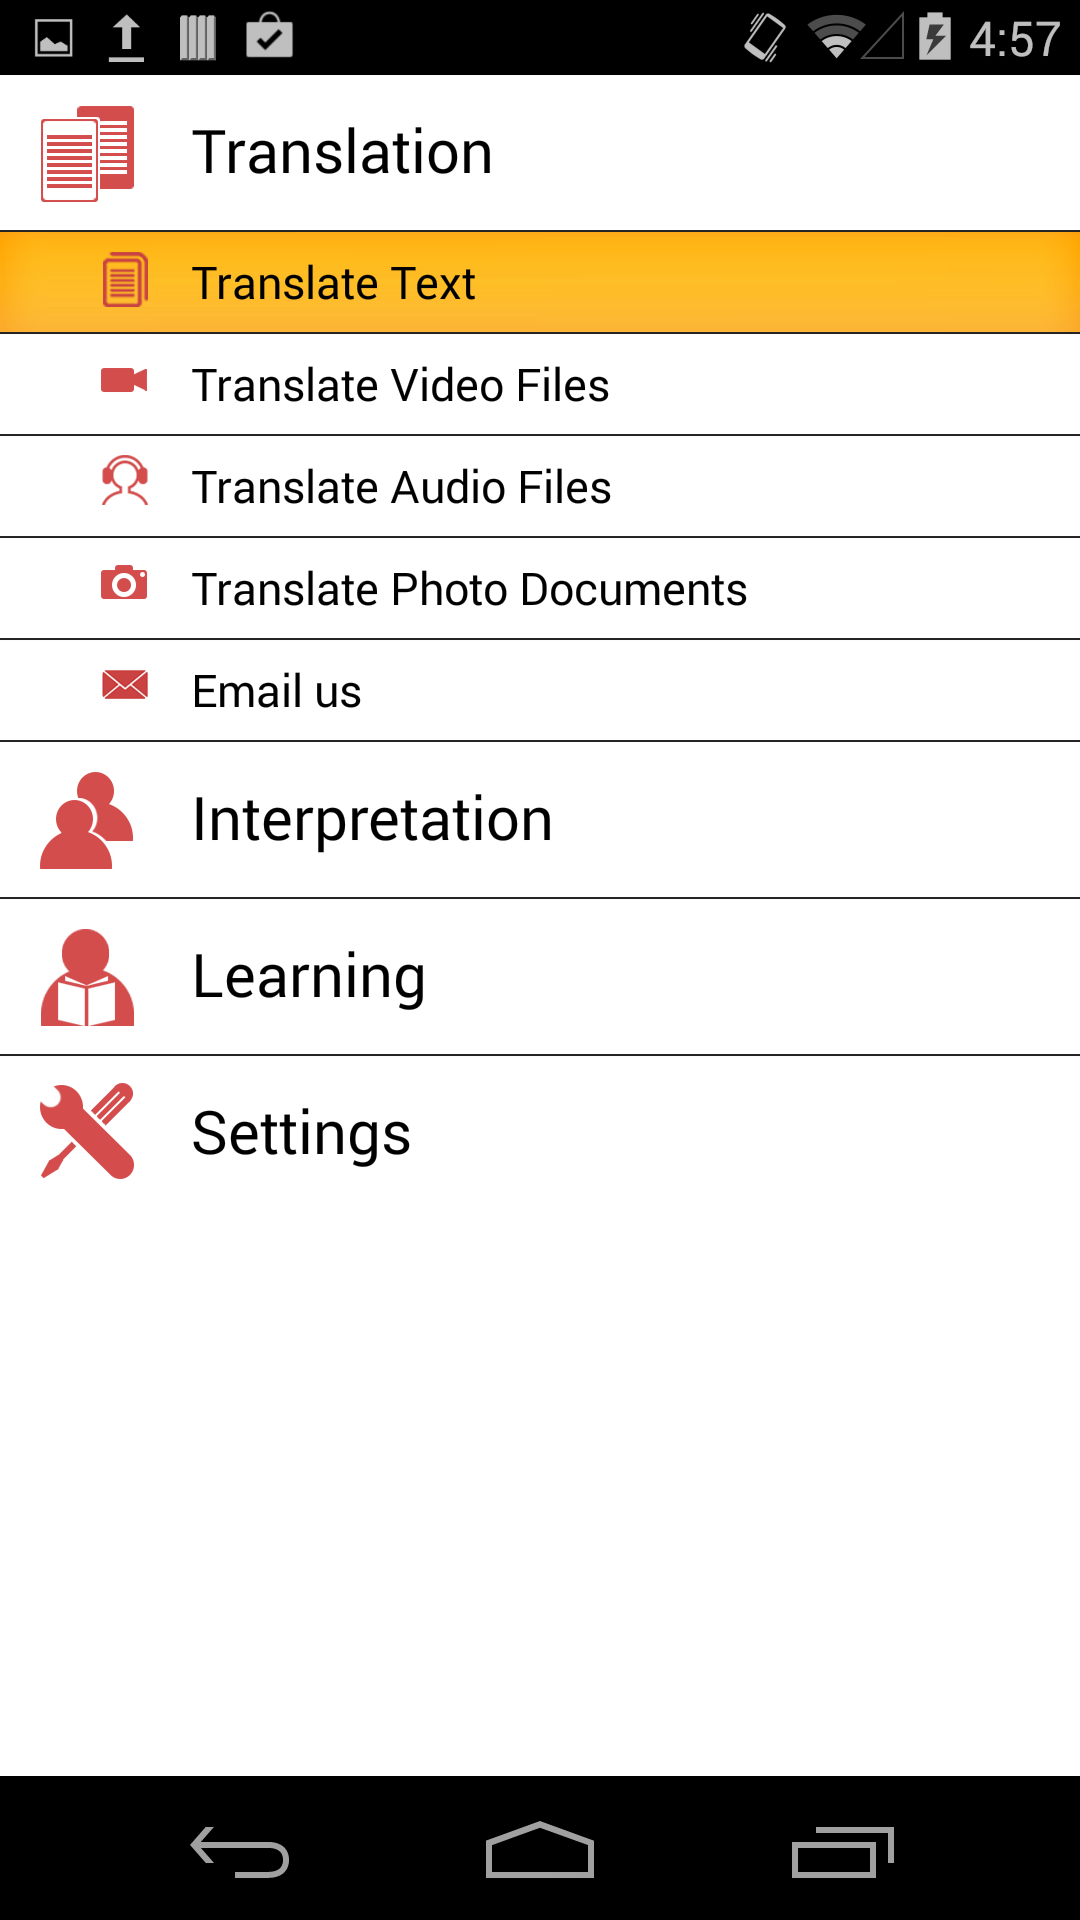 4:57
Translation
Translate Text
Translate Video Files
Translate Audio Files
Translate Photo Documents
Email us
Interpretation
Learning
Settings